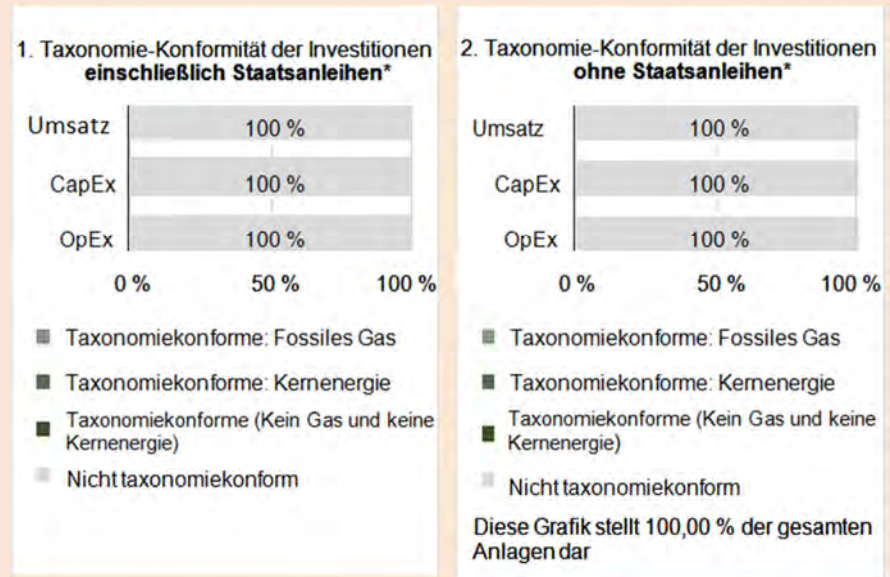 1. Taxonomie-Konformität der Investitionen
einschließlich Staatsanleihen*
Umsatz 100 %
CapEx 100 %
OpEx 100 %
0 % 50 % 100 %
Taxonomiekonforme: Fossiles Gas
Taxonomiekonforme: Kernenergie
Taxonomiekonforme (Kein Gas und keine
Kernenergie)
Nicht taxonomiekonform
2. Taxonomie-Konformität der Investitionen
ohne Staatsanleihen*
Umsatz 100 %
CapEx 100 %
OpEx 100 %
0 % 50 % 100 %
Taxonomiekonforme: Fossiles Gas
Taxonomiekonforme: Kernenergie
Taxonomiekonforme (Kein Gas und keine
Kernenergie)
Nicht taxonomiekonform
Diese Grafik stellt 100,00 % der gesamten
Anlagen dar